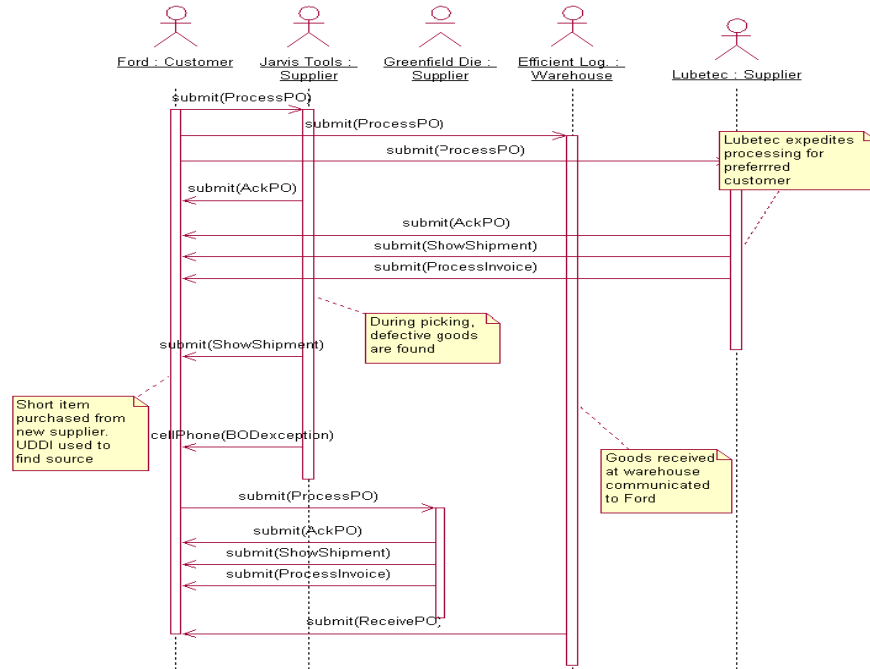 Ford : Customer
Jarvis Tools :
Supplier
Greenfield Die :
Supplier
Efficient Log. :
Warehouse
Lubetec : Supplier
submit(ProcessPO)
submit(ProcessPO)
submit(ProcessPO)
Lubetec expedites
processing for
preferrred
customer
submit(AckPO)
submit(AckPO)
submit(ShowShipment)
submit(ProcessInvoice)
During picking,
defective goods
are found
submit(ShowShipment)
Short item
purchased from
new supplier.
UDDI used to
find source
cellPhone(BODexception)
Goods received
at warehouse
communicated
to Ford
submit(ProcessPO)
submit(AckPO)
submit(ShowShipment)
submit(ProcessInvoice)
submit(ReceivePO)